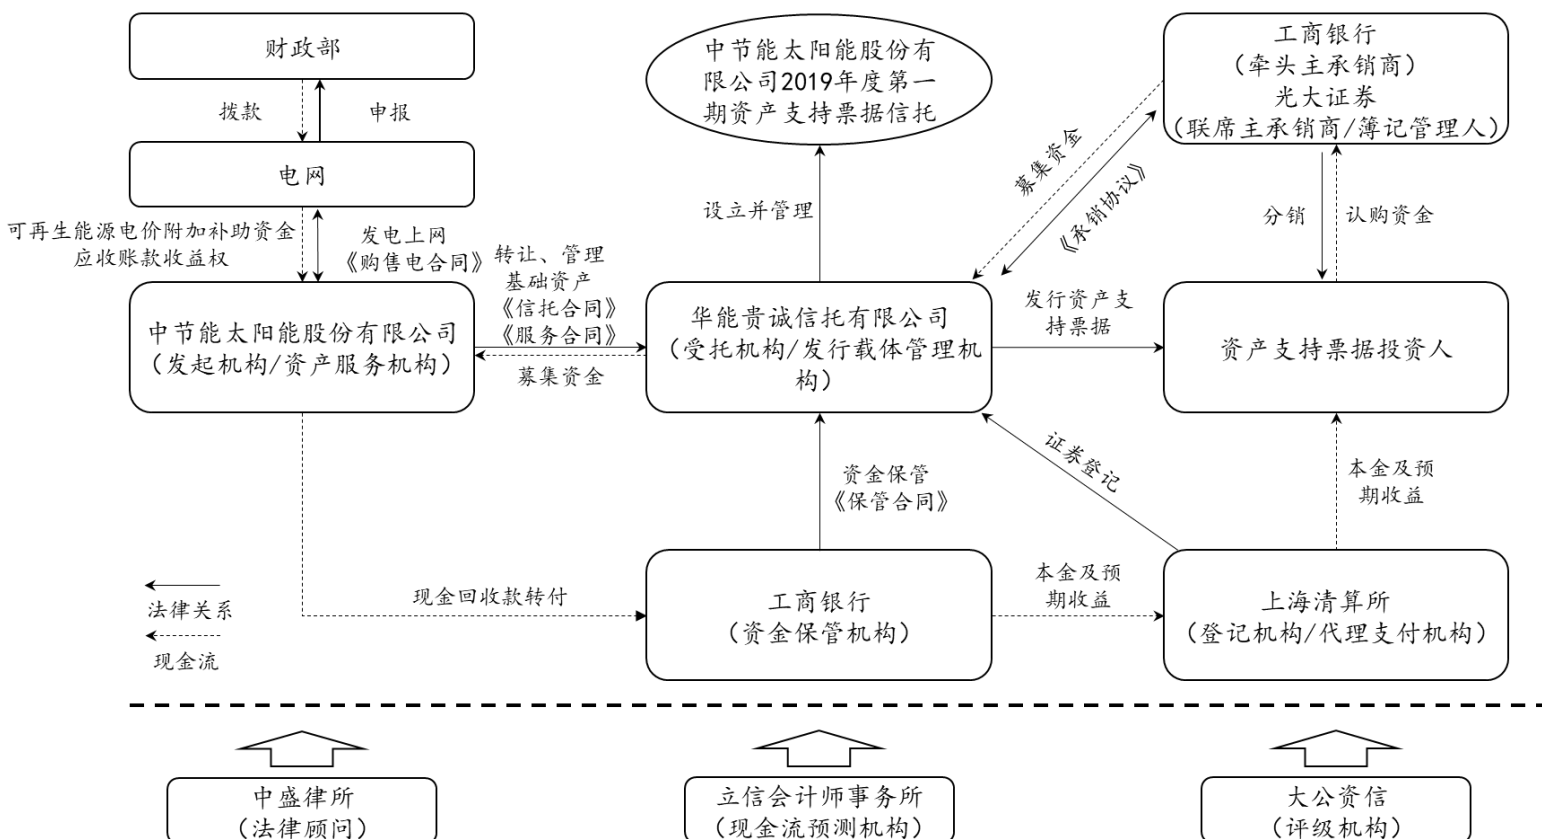 财政部
拨款
申报
电网
可再生能源电价附加补助资金
应收账款收益权
发电上网
《购售电合同》
中节能太阳能股份有限公司
（发起机构/资产服务机构）
转让、管理
基础资产
《信托合同》
《服务合同》
募集资金
中节能太阳能股份有
限公司2019年度第一
期资产支持票据信托
设立并管理
华能贵诚信托有限公司
（受托机构/发行载体管理机
构）
工商银行
（牵头主承销商）
光大证券
（联席主承销商/簿记管理人）
募集资金
《承销协议》
分销
认购资金
发行资产支
持票据
资产支持票据投资人
资金保管
《保管合同》
证券登记
本金及预
期收益
法律关系
现金流
现金回收款转付
工商银行
（资金保管机构）
本金及预
期收益
上海清算所
（登记机构/代理支付机构）
中盛律所
（法律顾问）
立信会计师事务所
（现金流预测机构）
大公资信
（评级机构）